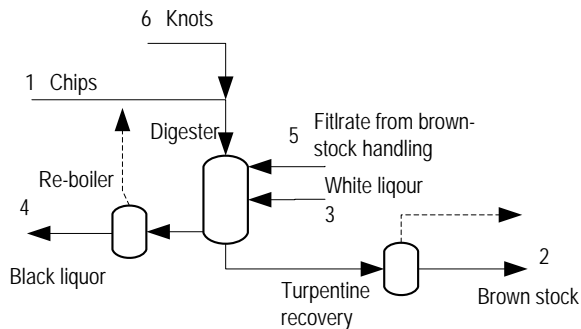 6 Knots
1 Chips
Digester
5 Fitlrate from brown-
stock handling
White liqour
3
Re-boiler
4
Black liquor
Turpentine
recovery
2
Brown stock